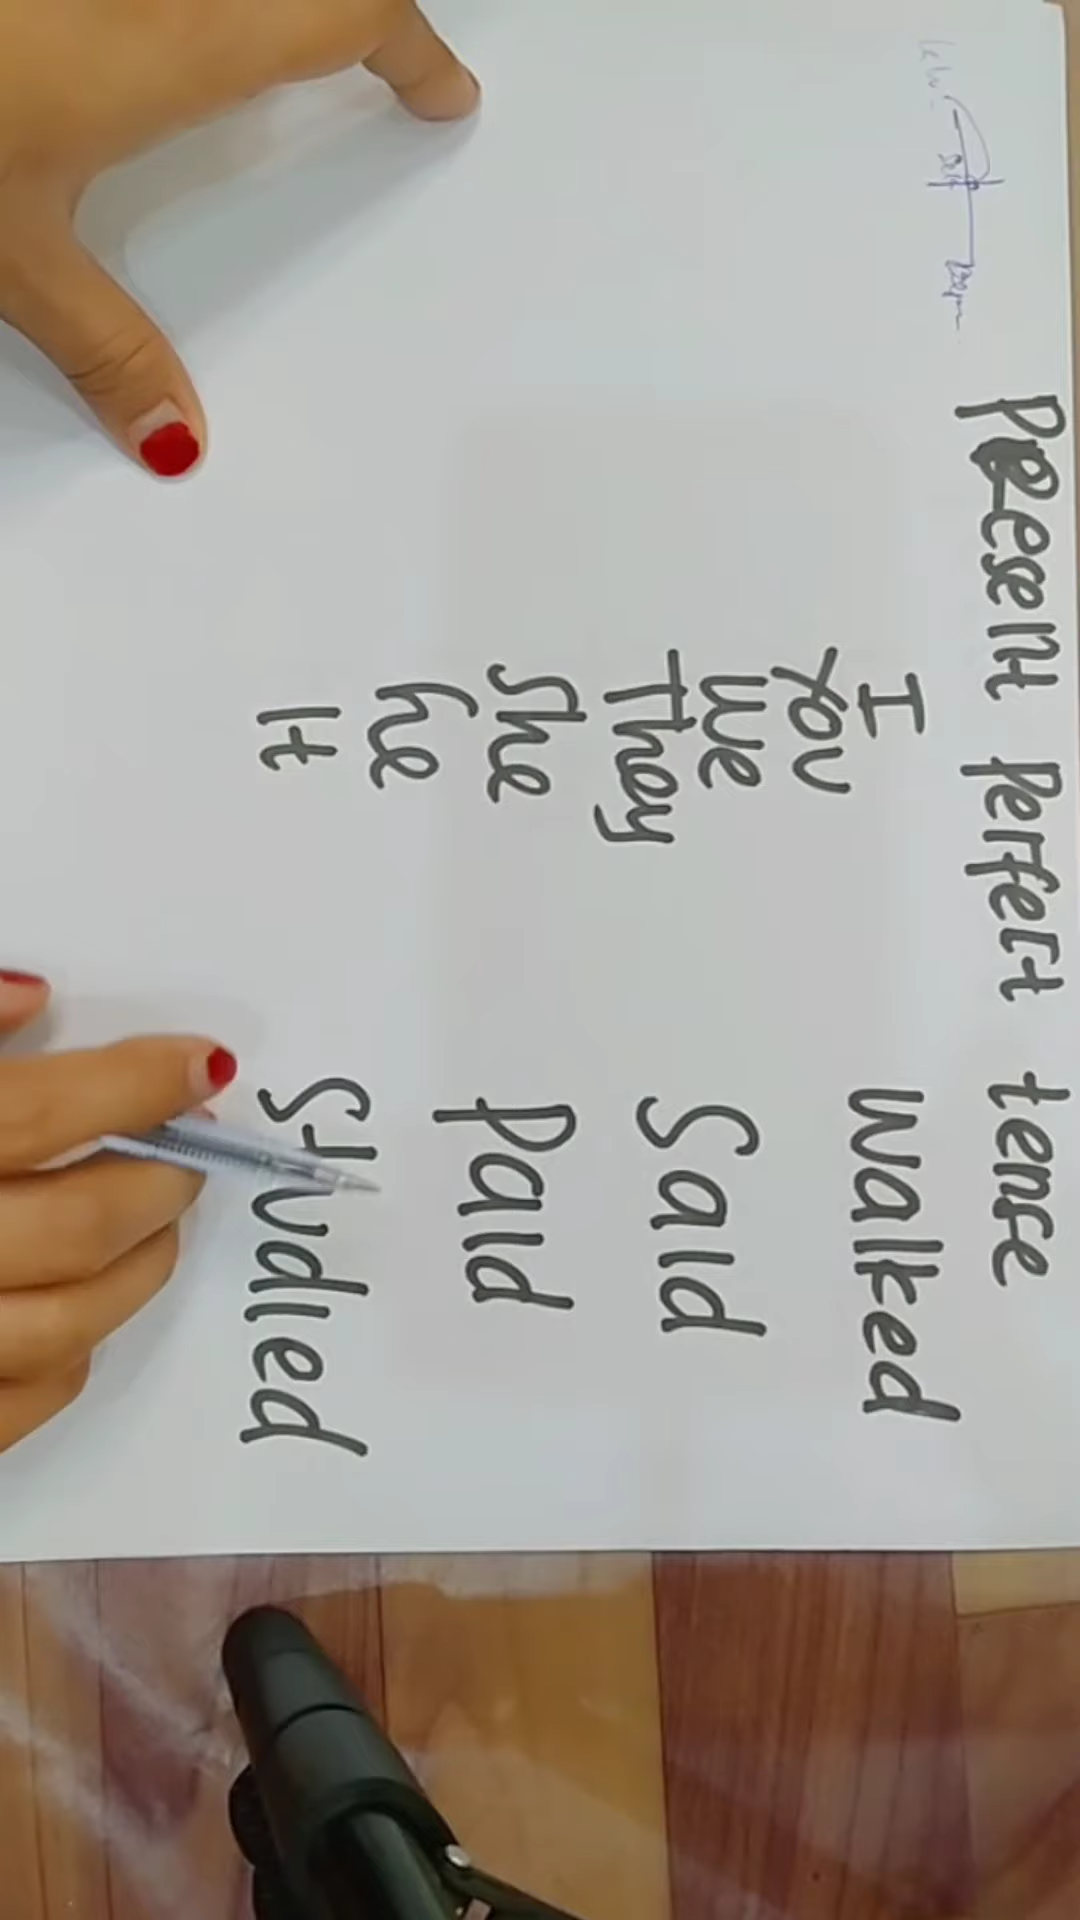 Present perfect tense
I
You
We
They
She
he
It
walked
Said
Paid
Studied